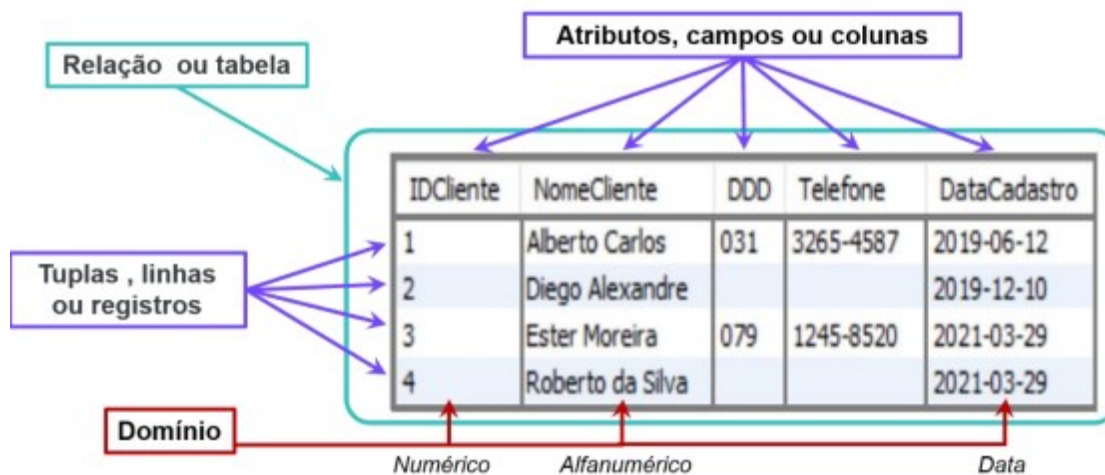 Atributos, campos ou colunas
Relação ou tabela
IDCliente NomeCliente DDD Telefone DataCadastro
1 Alberto Carlos 031 3265-4587 2019-06-12
2 Diego Alexandre 2019-12-10
3 Ester Moreira 079 1245-8520 2021-03-29
4 Roberto da Silva 2021-03-29
Tuplas , linhas
ou registros
Domínio
Numérico Alfanumérico Data